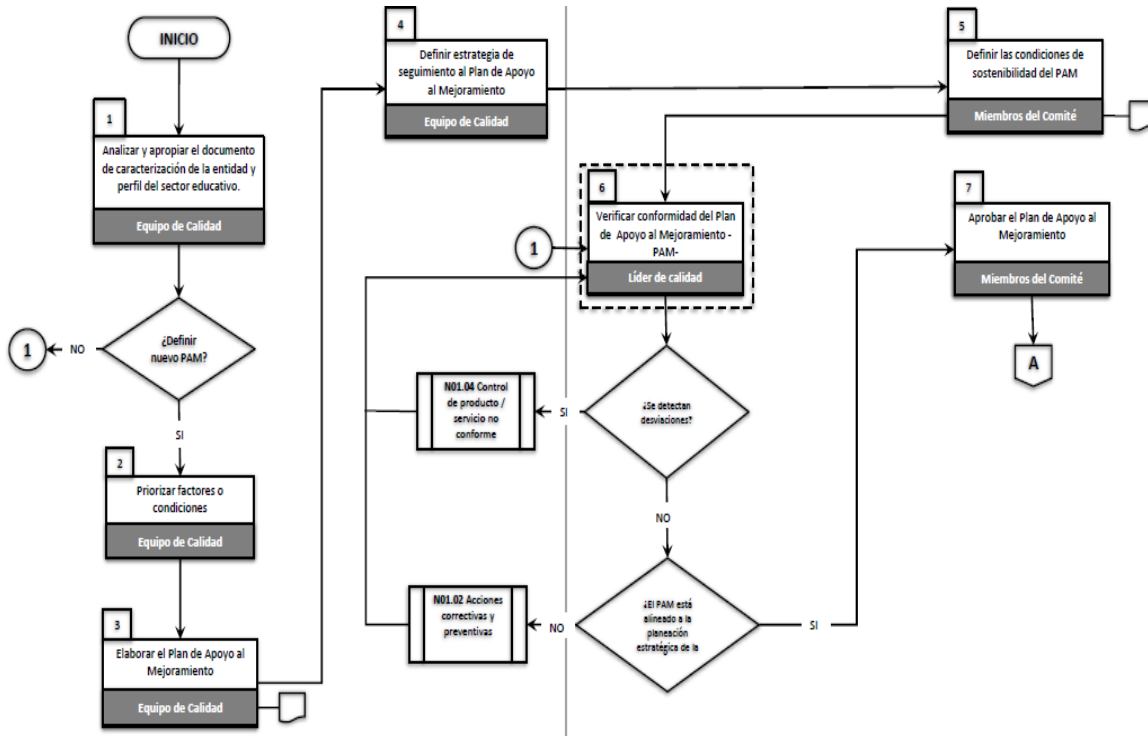 INICIO
1
Analizar y apropiar el documento
de caracterización de la entidad y
perfil del sector educativo.
Equipo de Calidad
¿Definir
nuevo PAM?
NO
1
SI
2
Priorizar factores o
condiciones
Equipo de Calidad
3
Elaborar el Plan de Apoyo al
Mejoramiento
Equipo de Calidad
4
Definir estrategia de
seguimiento al Plan de Apoyo
al Mejoramiento
Equipo de Calidad
5
Definir las condiciones de
sostenibilidad del PAM
Miembros del Comité
6
Verificar conformidad del Plan
de Apoyo al Mejoramiento -
PAM-
Líder de calidad
1
¿Se detectan
desviaciones?
SI
N01.04 Control
de producto /
servicio no
conforme
NO
¿El PAM está
alineado a la
planeación
estratégica de la
NO
N01.02 Acciones
correctivas y
preventivas
SI
7
Aprobar el Plan de Apoyo al
Mejoramiento
Miembros del Comité
A